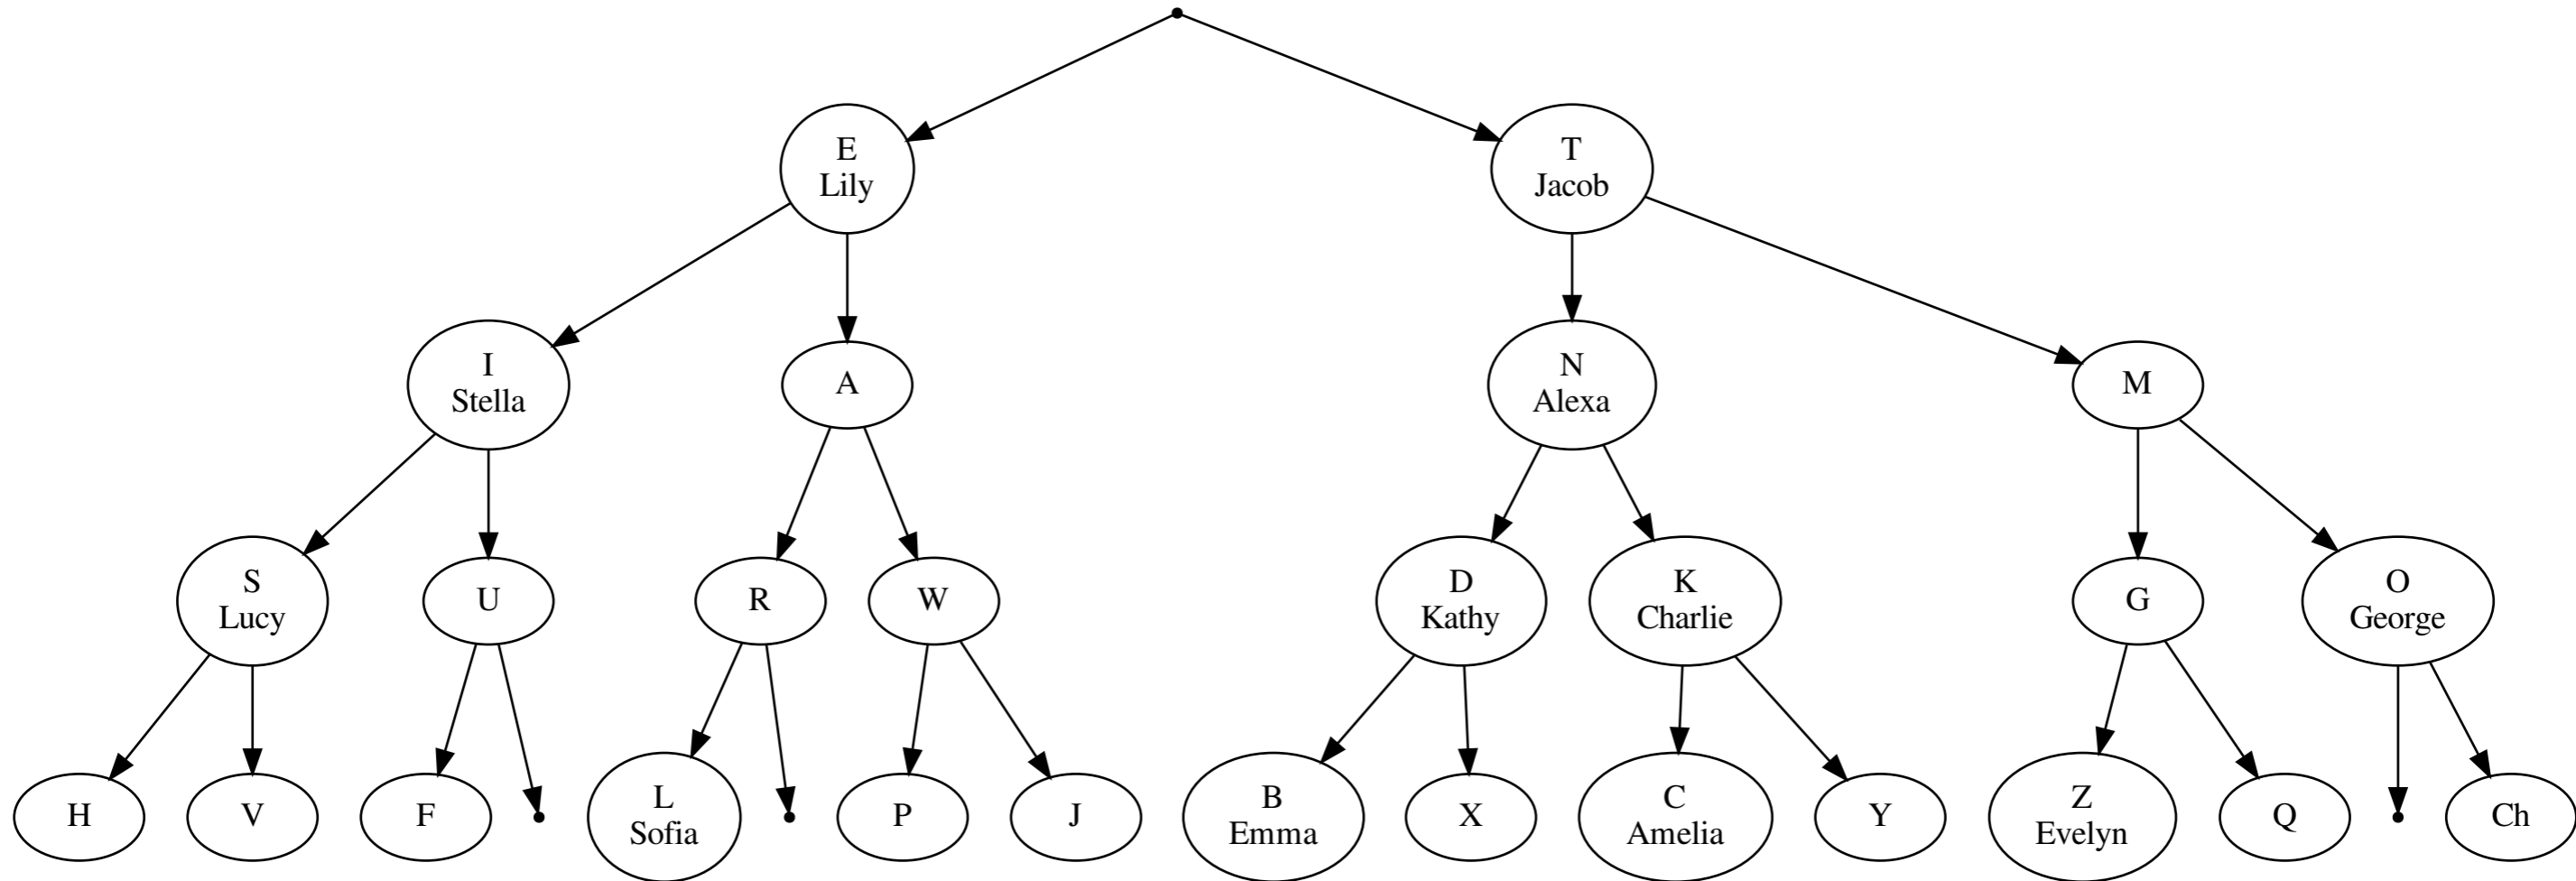 E
Lily
T
Jacob
I
Stella
A
N
Alexa
M
S
Lucy
U
R
W
D
Kathy
K
Charlie
G
O
George
H
V
F
L
Sofia
P
J
B
Emma
X
C
Amelia
Y
Z
Evelyn
Q
Ch